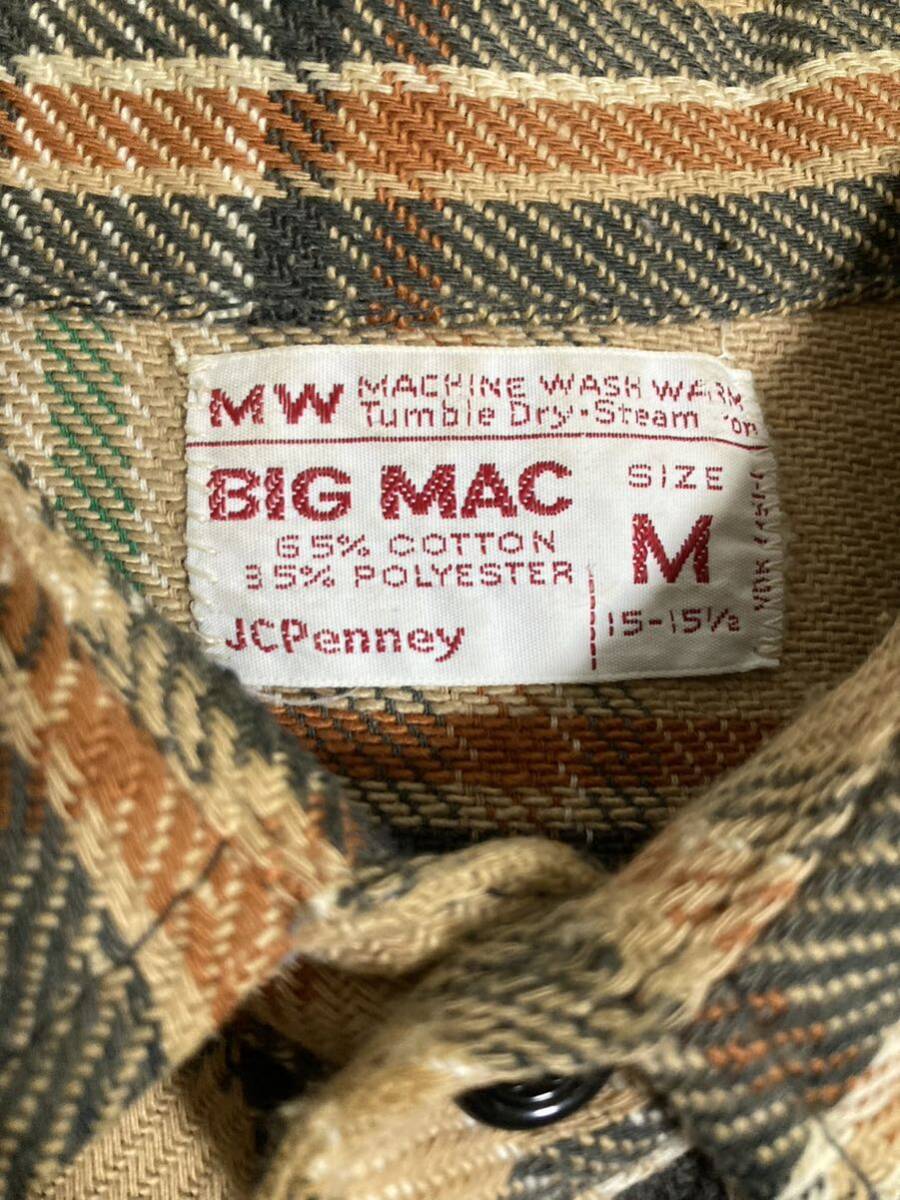 MW MACHINE WASH WARM
Tumble Dry·Steam
BIG MAC
65% COTTON
35% POLYESTER
JCPenney
SIZE
M
15-15½